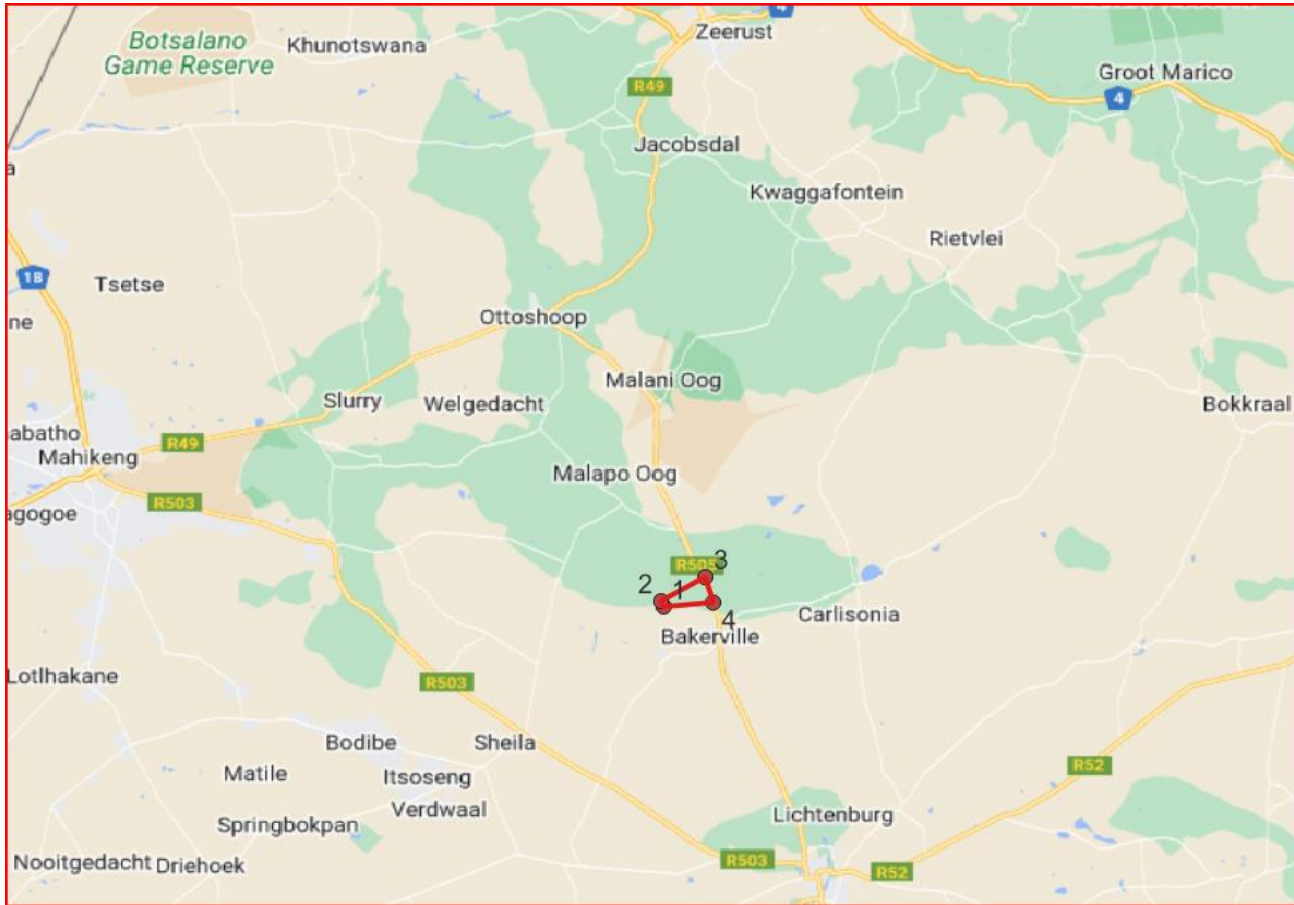 4
Zeerust
Botsalano
Game Reserve
Khunotswana
Groot Marico
R49
4
Jacobsdal
a
Kwaggafontein
Rietvlei
18
Tsetse
ne
Ottoshoop
Malani Oog
Slurry
Welgedacht
Bokkraal
abatho
R49
Mahikeng
Malapo Oog
R503
agogoe
R505
3
2
1
4
Carlisonia
Bakerville
Lotlhakane
R503
Bodibe
Sheila
R52
Matile
Itsoseng
Verdwaal
Lichtenburg
Springbokpan
Nooitgedacht
Driehoek
R503
R52